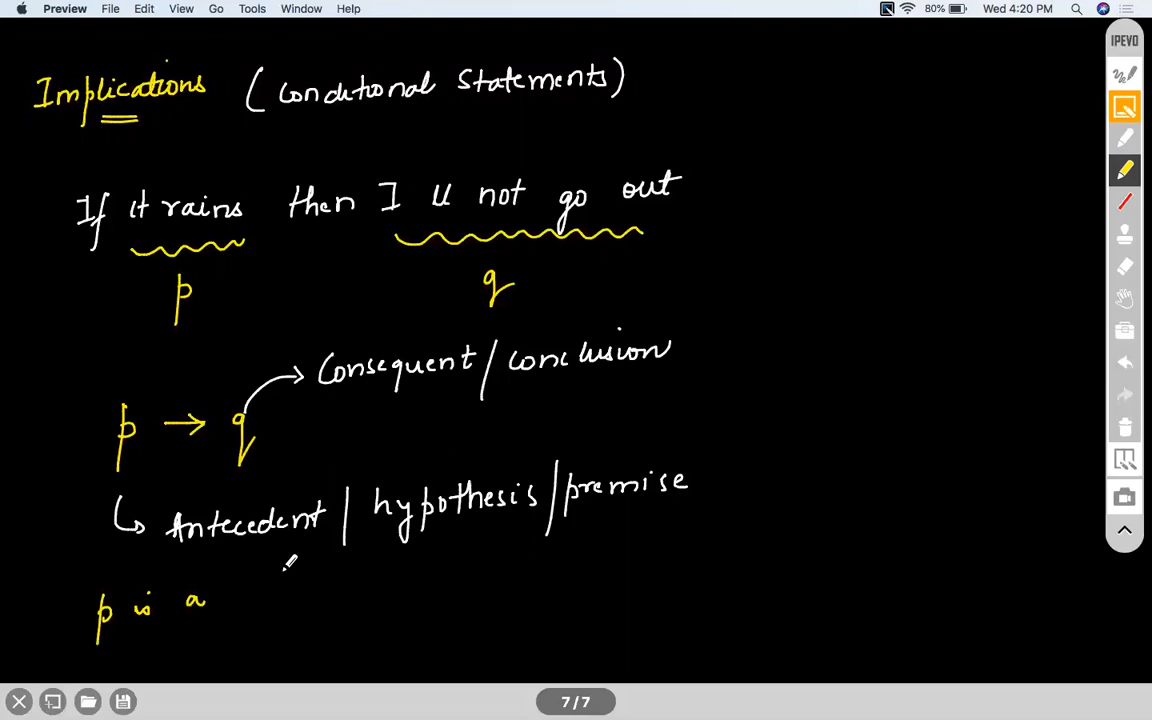 Preview File Edit View Go Tools Window Help 80% Wed 4:20 PM
IPEVO
Implications (Conditional Statements)
If it rains then I ll not go out
p q
Consequent/conclusion
p → q
↳ Antecedent/hypothesis/premise
p is a
7/7